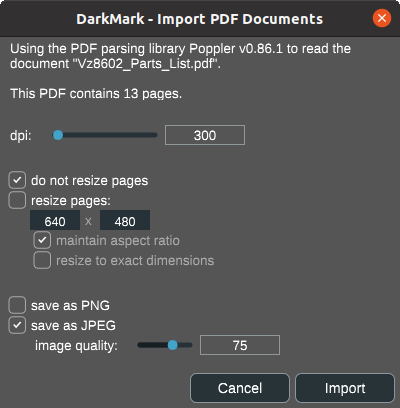 DarkMark - Import PDF Documents
Using the PDF parsing library Poppler v0.86.1 to read the
document "Vz8602_Parts_List.pdf".
This PDF contains 13 pages.
dpi: 300
do not resize pages
resize pages:
640 x 480
maintain aspect ratio
resize to exact dimensions
save as PNG
save as JPEG
image quality: 75
Cancel Import